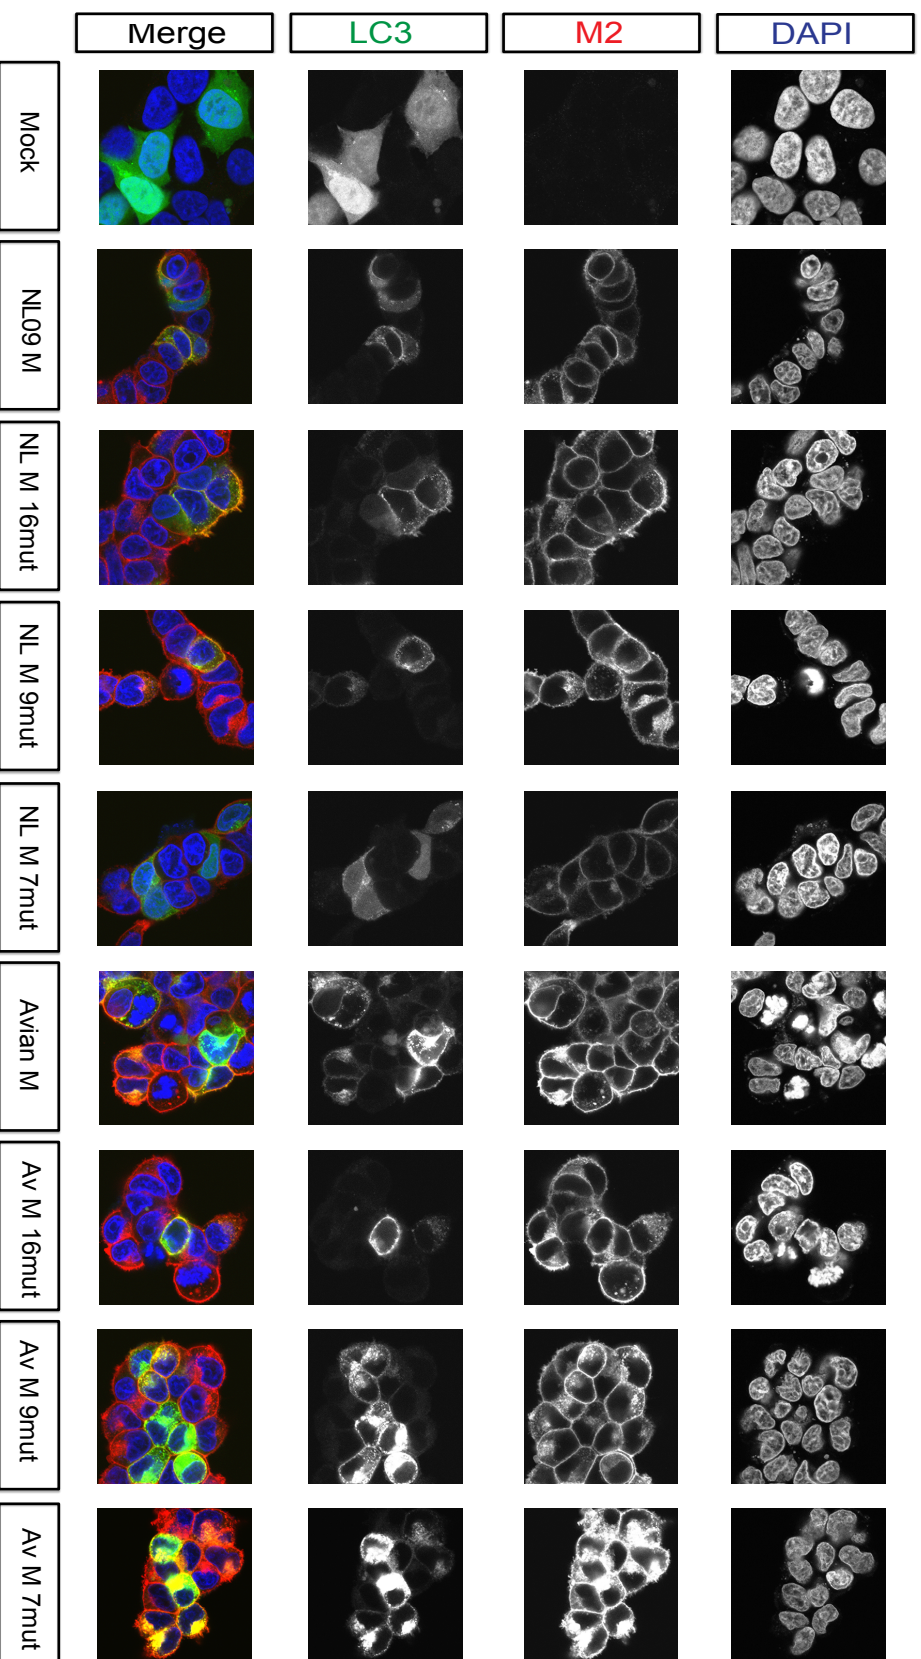 Merge
LC3
M2
DAPI
Mock
NL09 M
NL M 16mut
NL M 9mut
NL M 7mut
Avian M
Av M 16mut
Av M 9mut
Av M 7mut